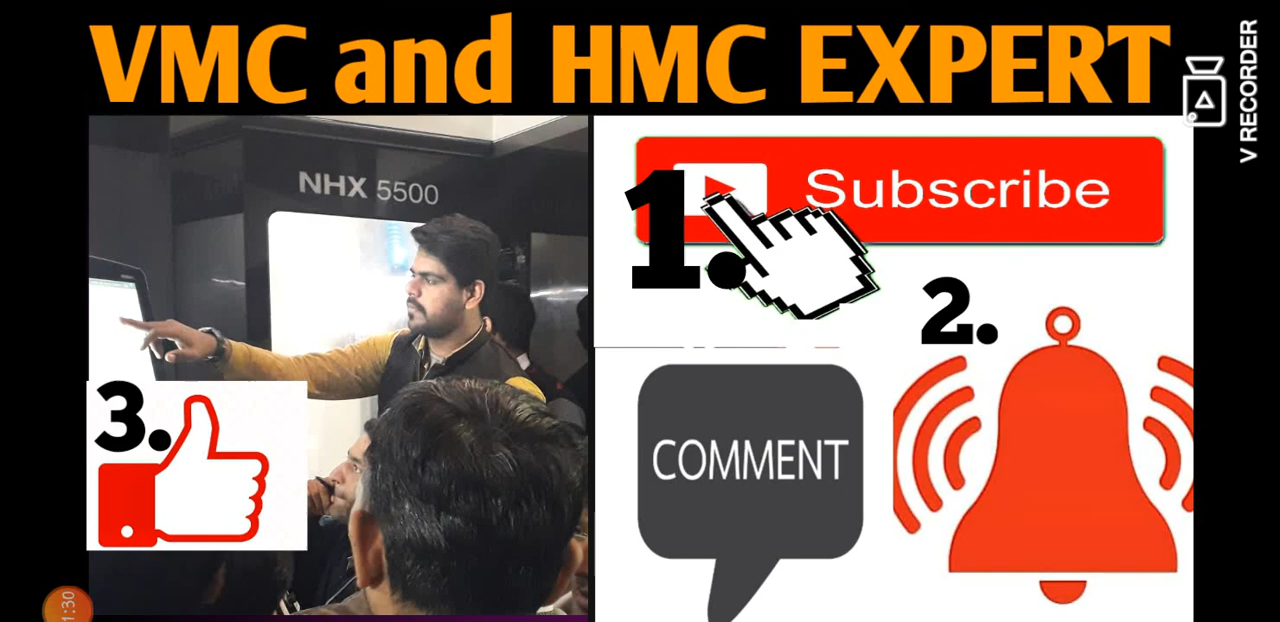 VMC and HMC EXPERT
V RECORDER
NHX 5500
Subscribe
1.
2.
3.
COMMENT
1:30